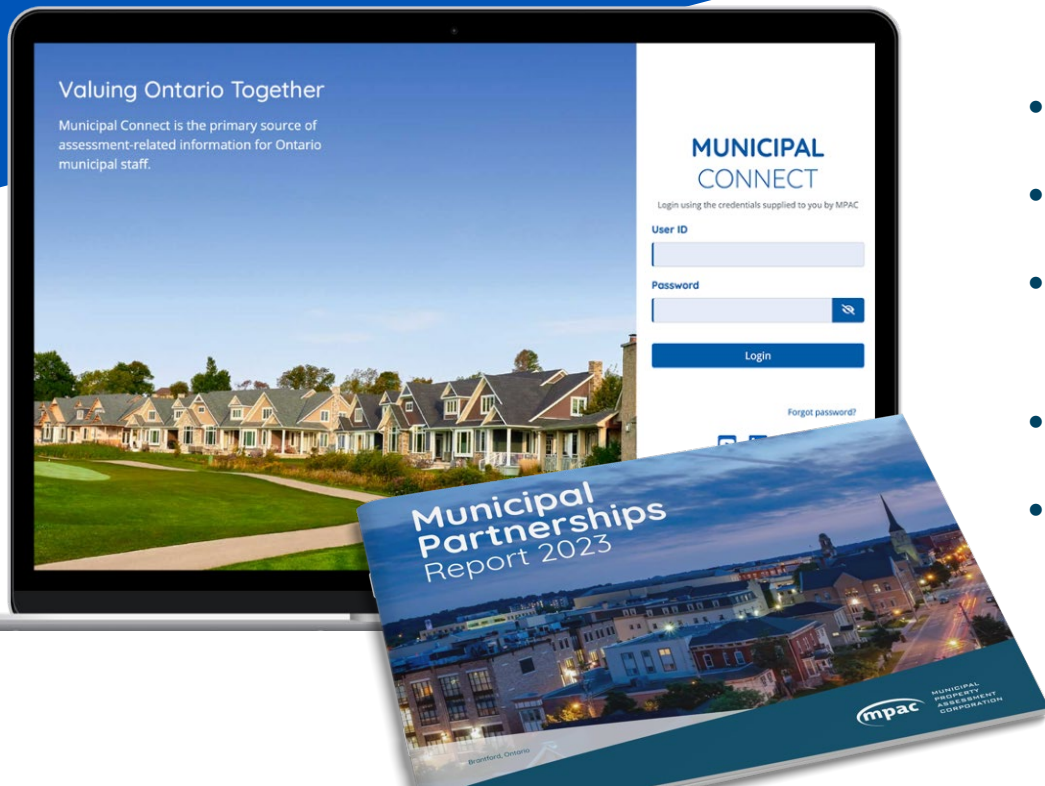 Valuing Ontario Together
Municipal Connect is the primary source of
assessment-related information for Ontario
municipal staff.
MUNICIPAL
CONNECT
Login using the credentials supplied to you by MPAC
User ID
Password
Login
Forgot password?
Municipal
Partnerships
Report 2023
Brantford, Ontario
mpac
MUNICIPAL
PROPERTY
ASSESSMENT
CORPORATION